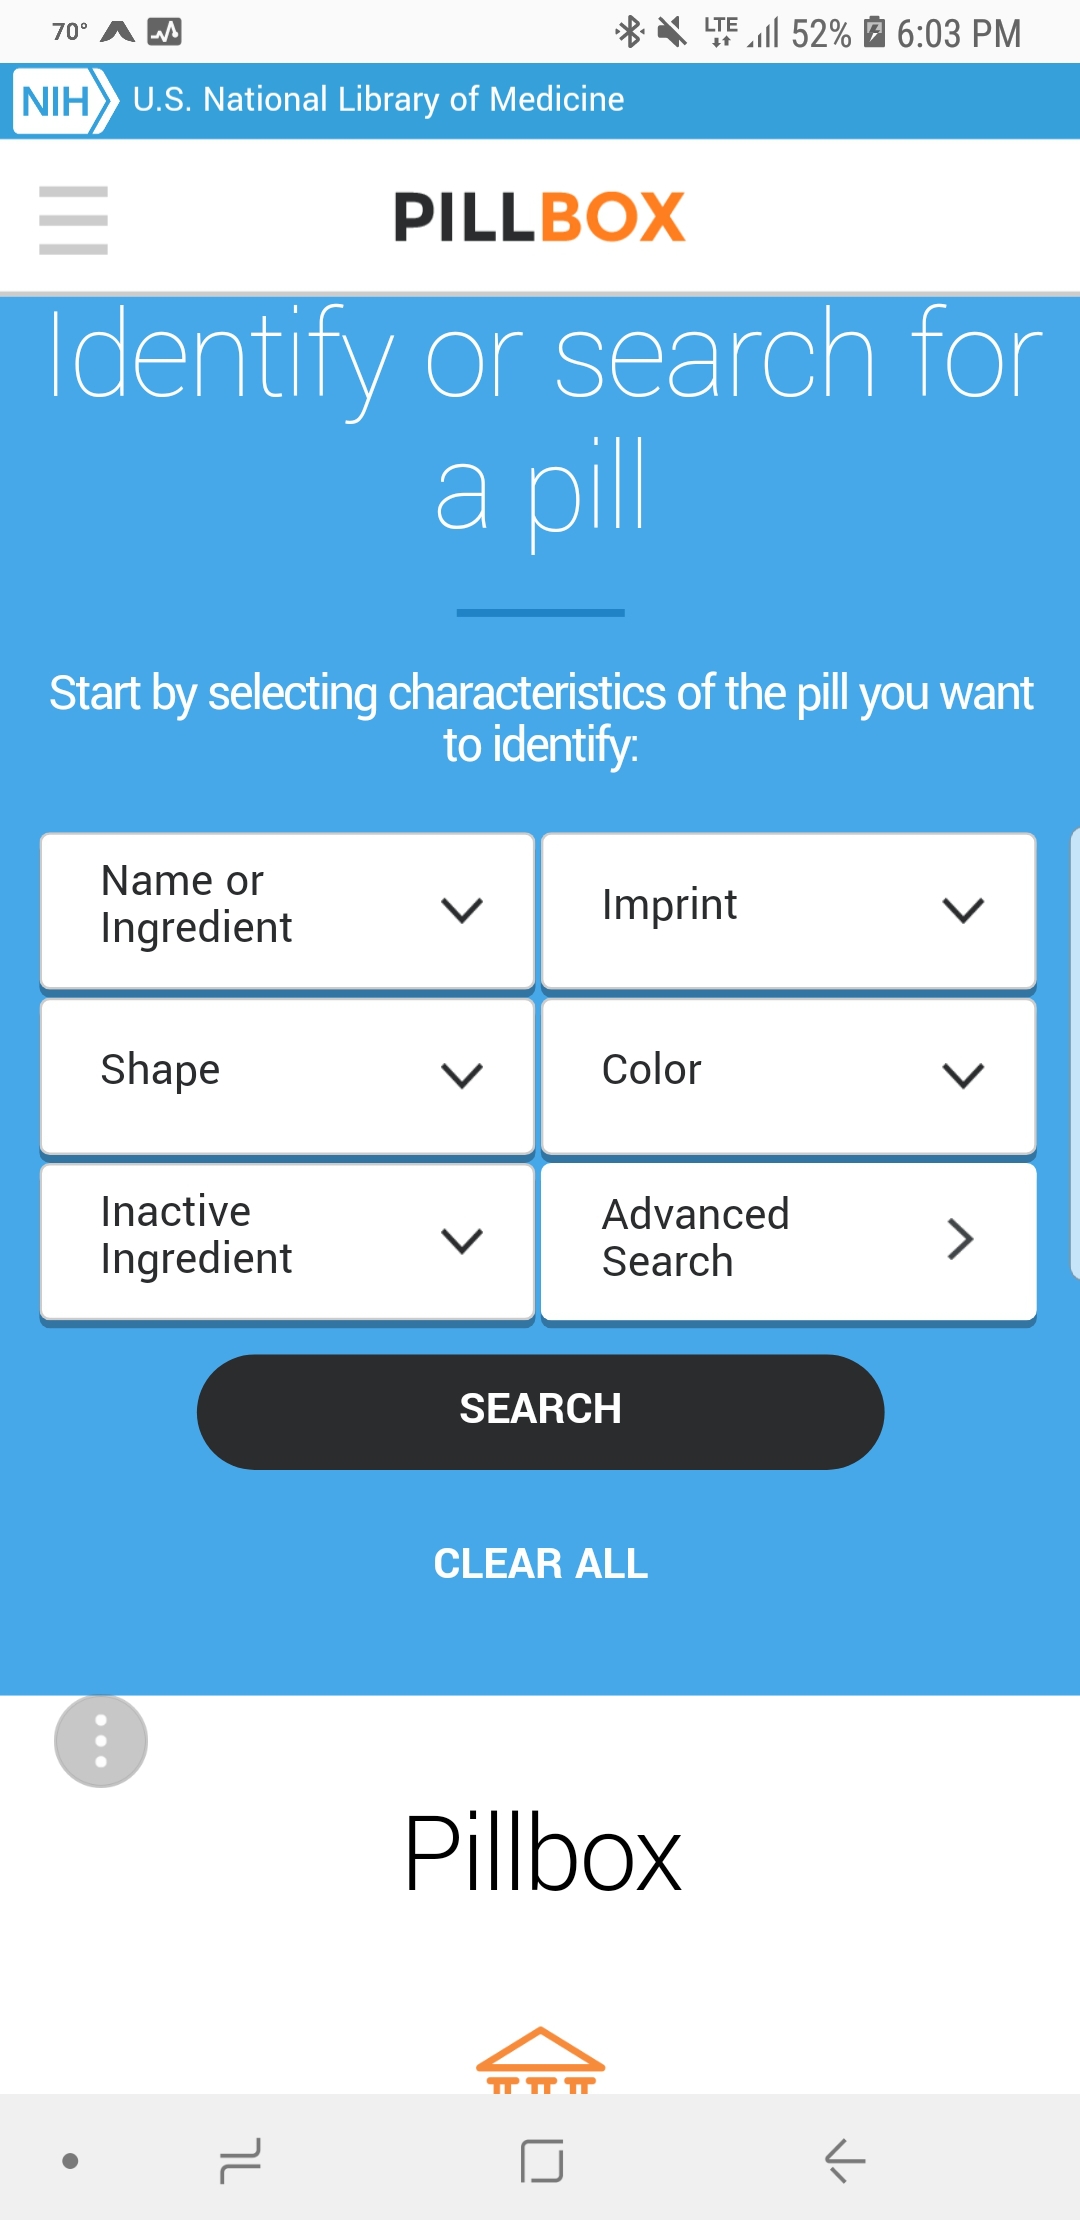 70°
LTE 52% 6:03 PM
NIH U.S. National Library of Medicine
PILLBOX
Identify or search for
a pill
Start by selecting characteristics of the pill you want
to identify:
Name or
Ingredient
Imprint
Shape
Color
Inactive
Ingredient
Advanced
Search
SEARCH
CLEAR ALL
Pillbox